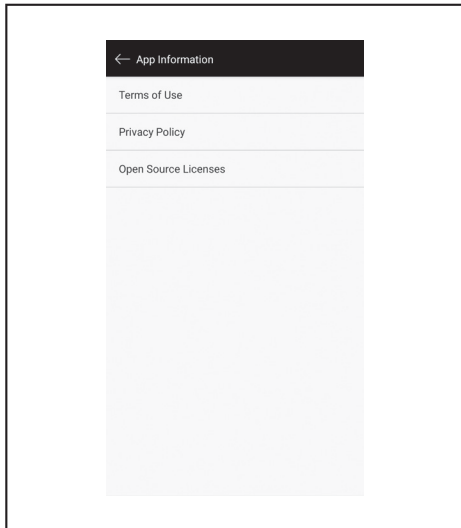 App Information
Terms of Use
Privacy Policy
Open Source Licenses